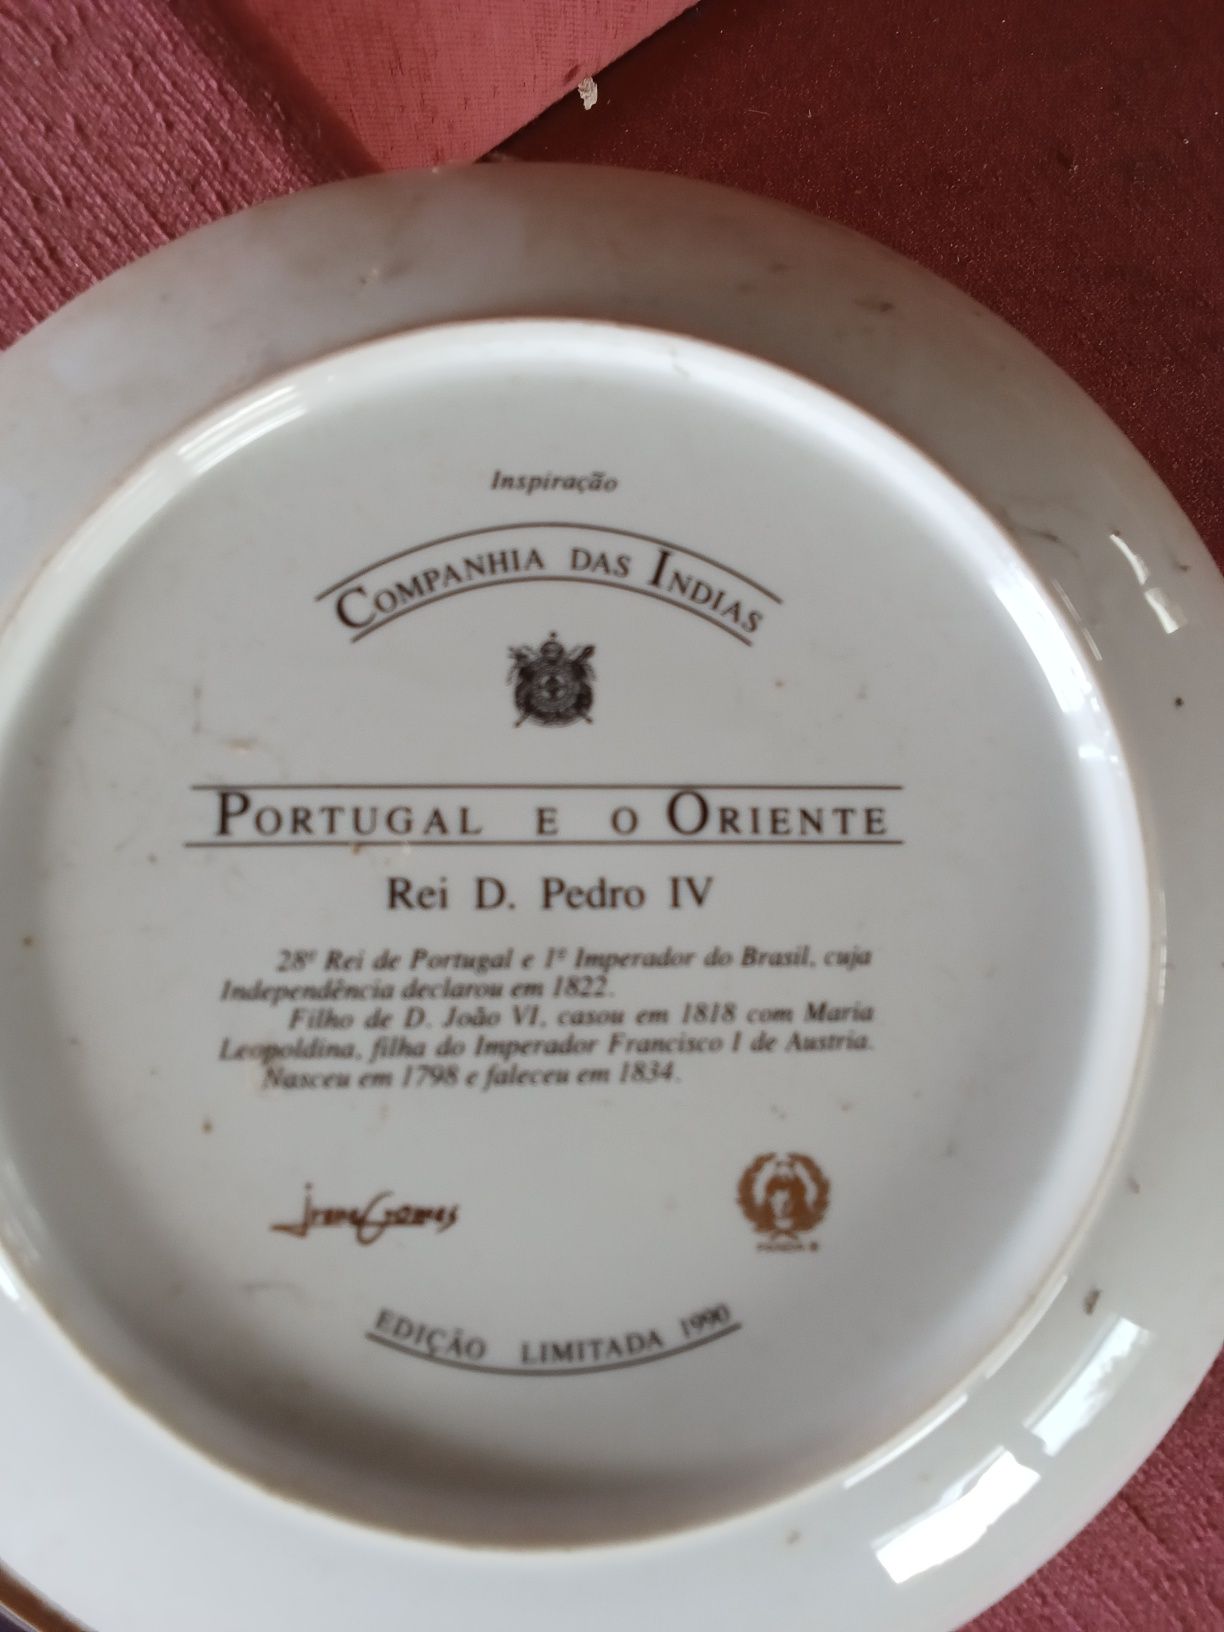 Inspiração
COMPANHIA DAS INDIAS
PORTUGAL E O ORIENTE
Rei D. Pedro IV
28º Rei de Portugal e 1º Imperador do Brasil, cuja
Independência declarou em 1822.
Filho de D. João VI, casou em 1818 com Maria
Leopoldina, filha do Imperador Francisco I de Austria.
Nasceu em 1798 e faleceu em 1834.
Irene Gomes
EDIÇÃO LIMITADA 1990